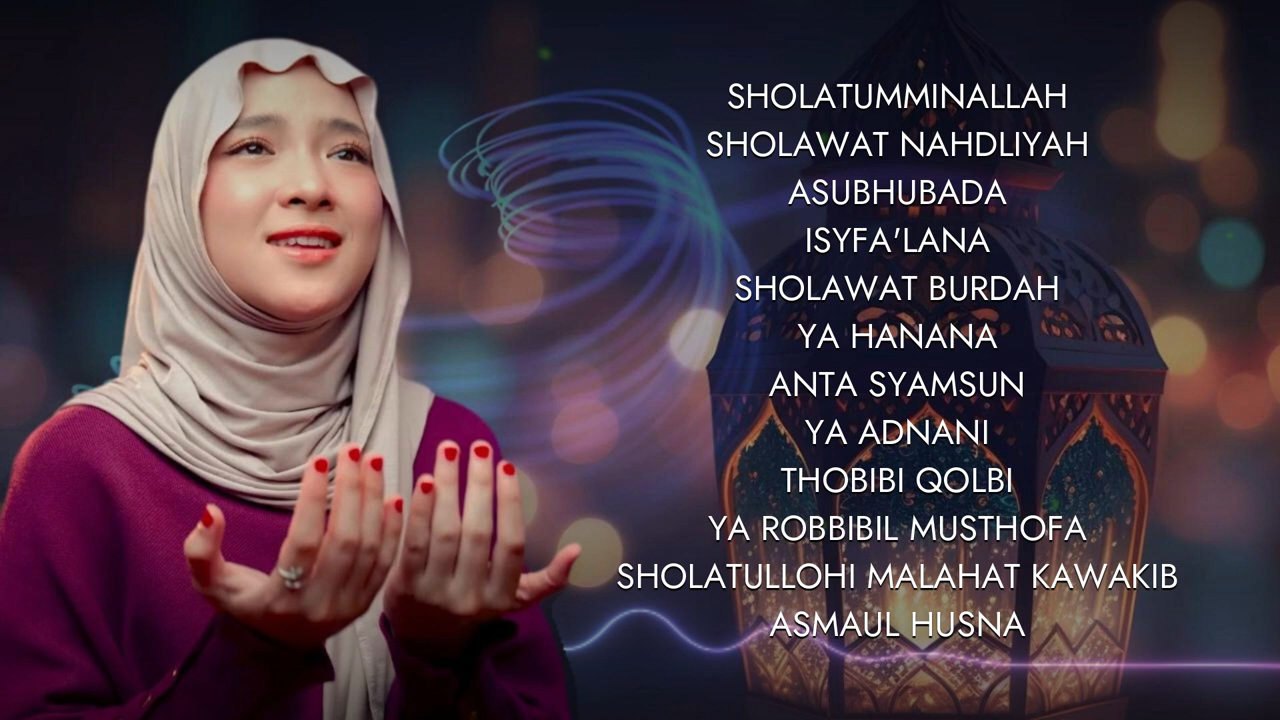 SHOLATUMMINALLAH
SHOLAWAT NAHDLIYAH
ASUBHUBADA
ISYFA'LANA
SHOLAWAT BURDAH
YA HANANA
ANTA SYAMSUN
YA ADNANI
THOBIBI QOLBI
YA ROBBIBIL MUSTHOFA
SHOLATULLOHI MALAHAT KAWAKIB
ASMAUL HUSNA